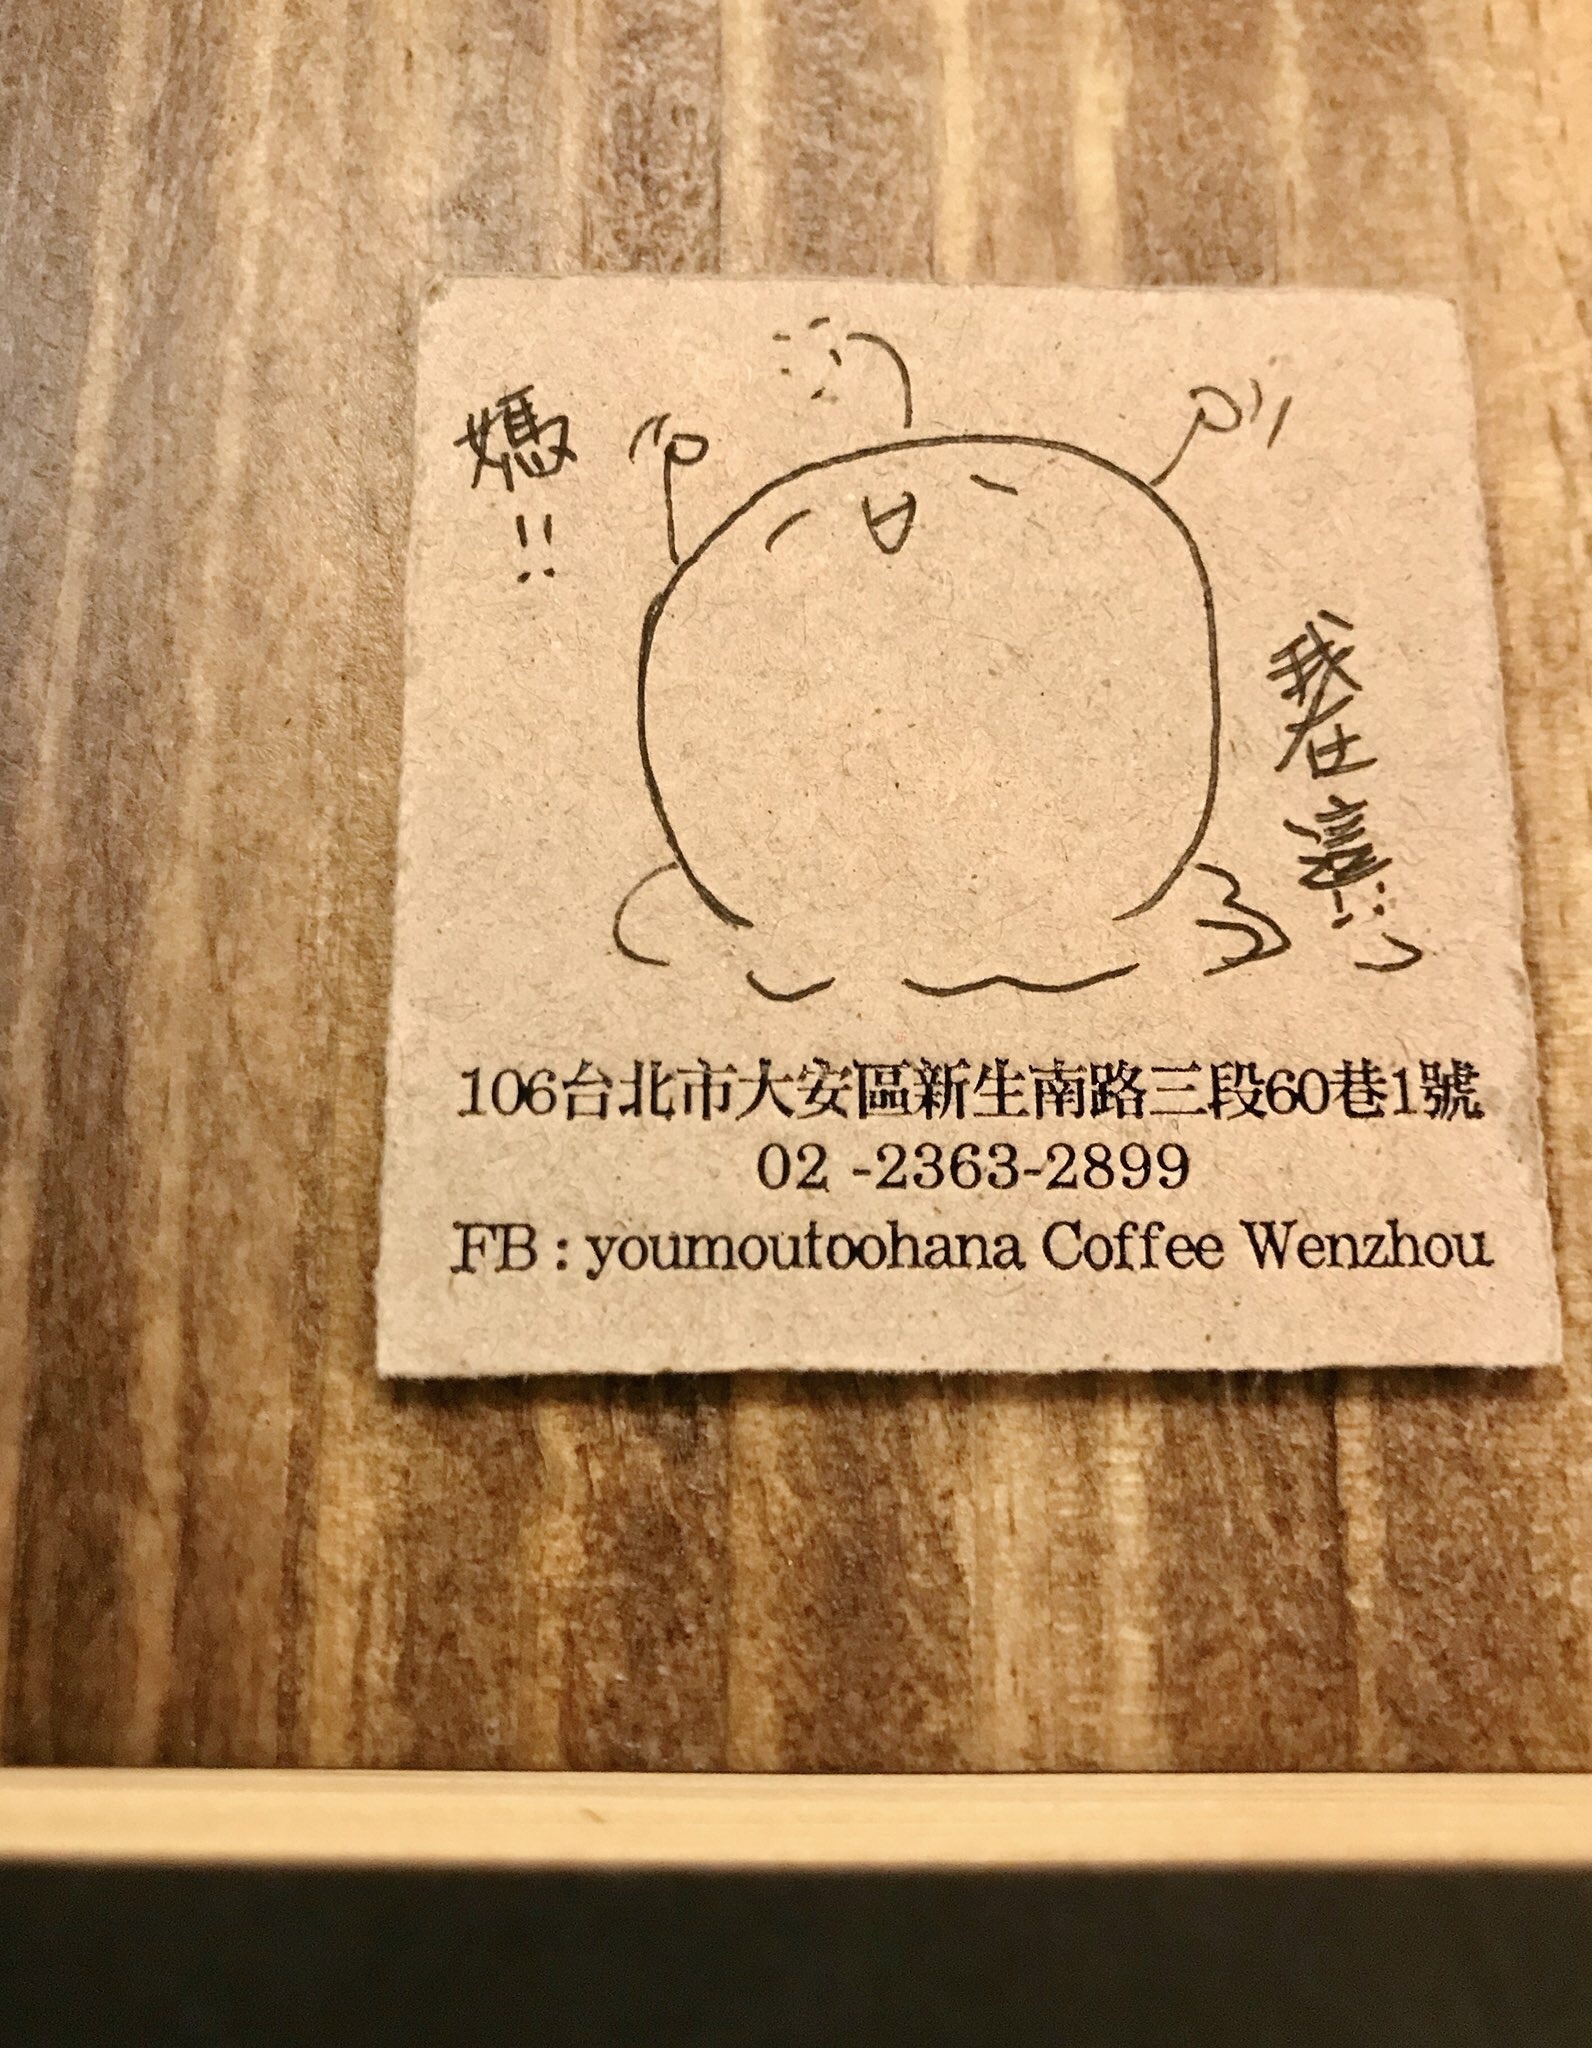 媽
!!
我在這
106台北市大安區新生南路三段60巷1號
02 -2363-2899
FB : youmoutoohana Coffee Wenzhou